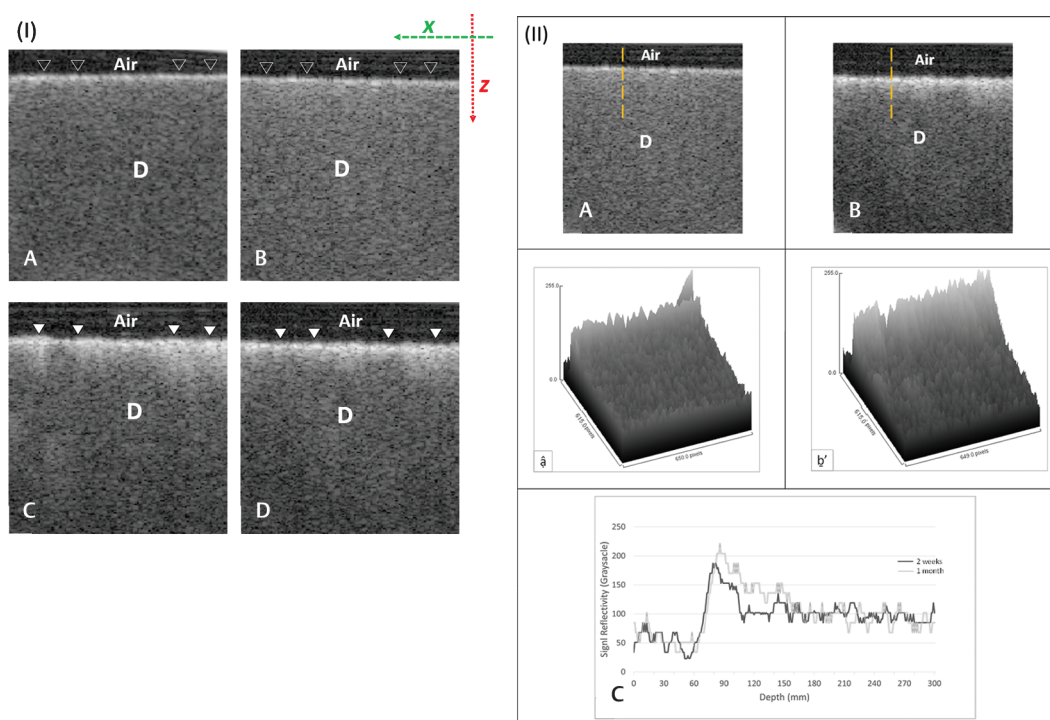 (I)
x
z
Air
D
A
Air
D
B
Air
D
C
Air
D
D
(II)
Air
D
A
Air
D
B
255.0
0.0
615.0 pixels
650.0 pixels
255.0
0.0
615.0 pixels
649.0 pixels
b'
250
200
150
100
50
0
Signl Reflectivity (Graysacle)
2 weeks
1 month
0 30 60 90 120 150 180 210 240 270 300
Depth (mm)
C